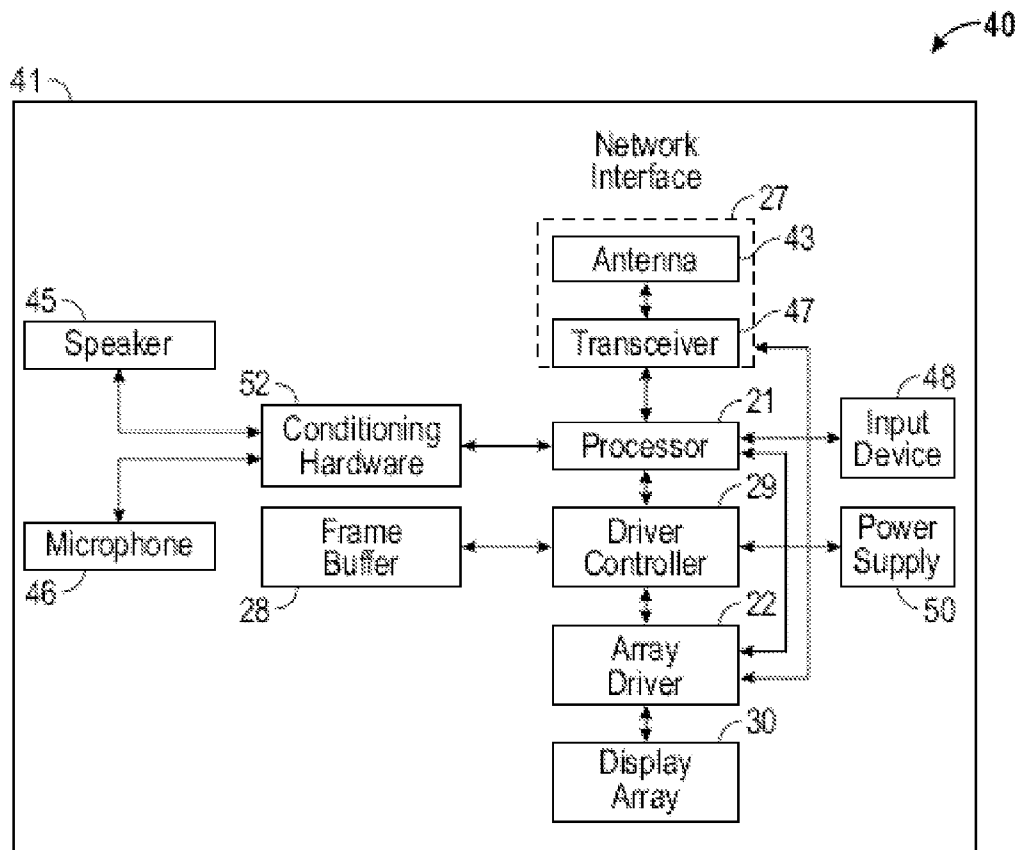 40
41
Network
Interface
27
Antenna
43
45
Speaker
Transceiver
47
52
Conditioning
Hardware
21
Processor
48
Input
Device
29
Microphone
46
Frame
Buffer
28
Driver
Controller
Power
Supply
50
22
Array
Driver
30
Display
Array